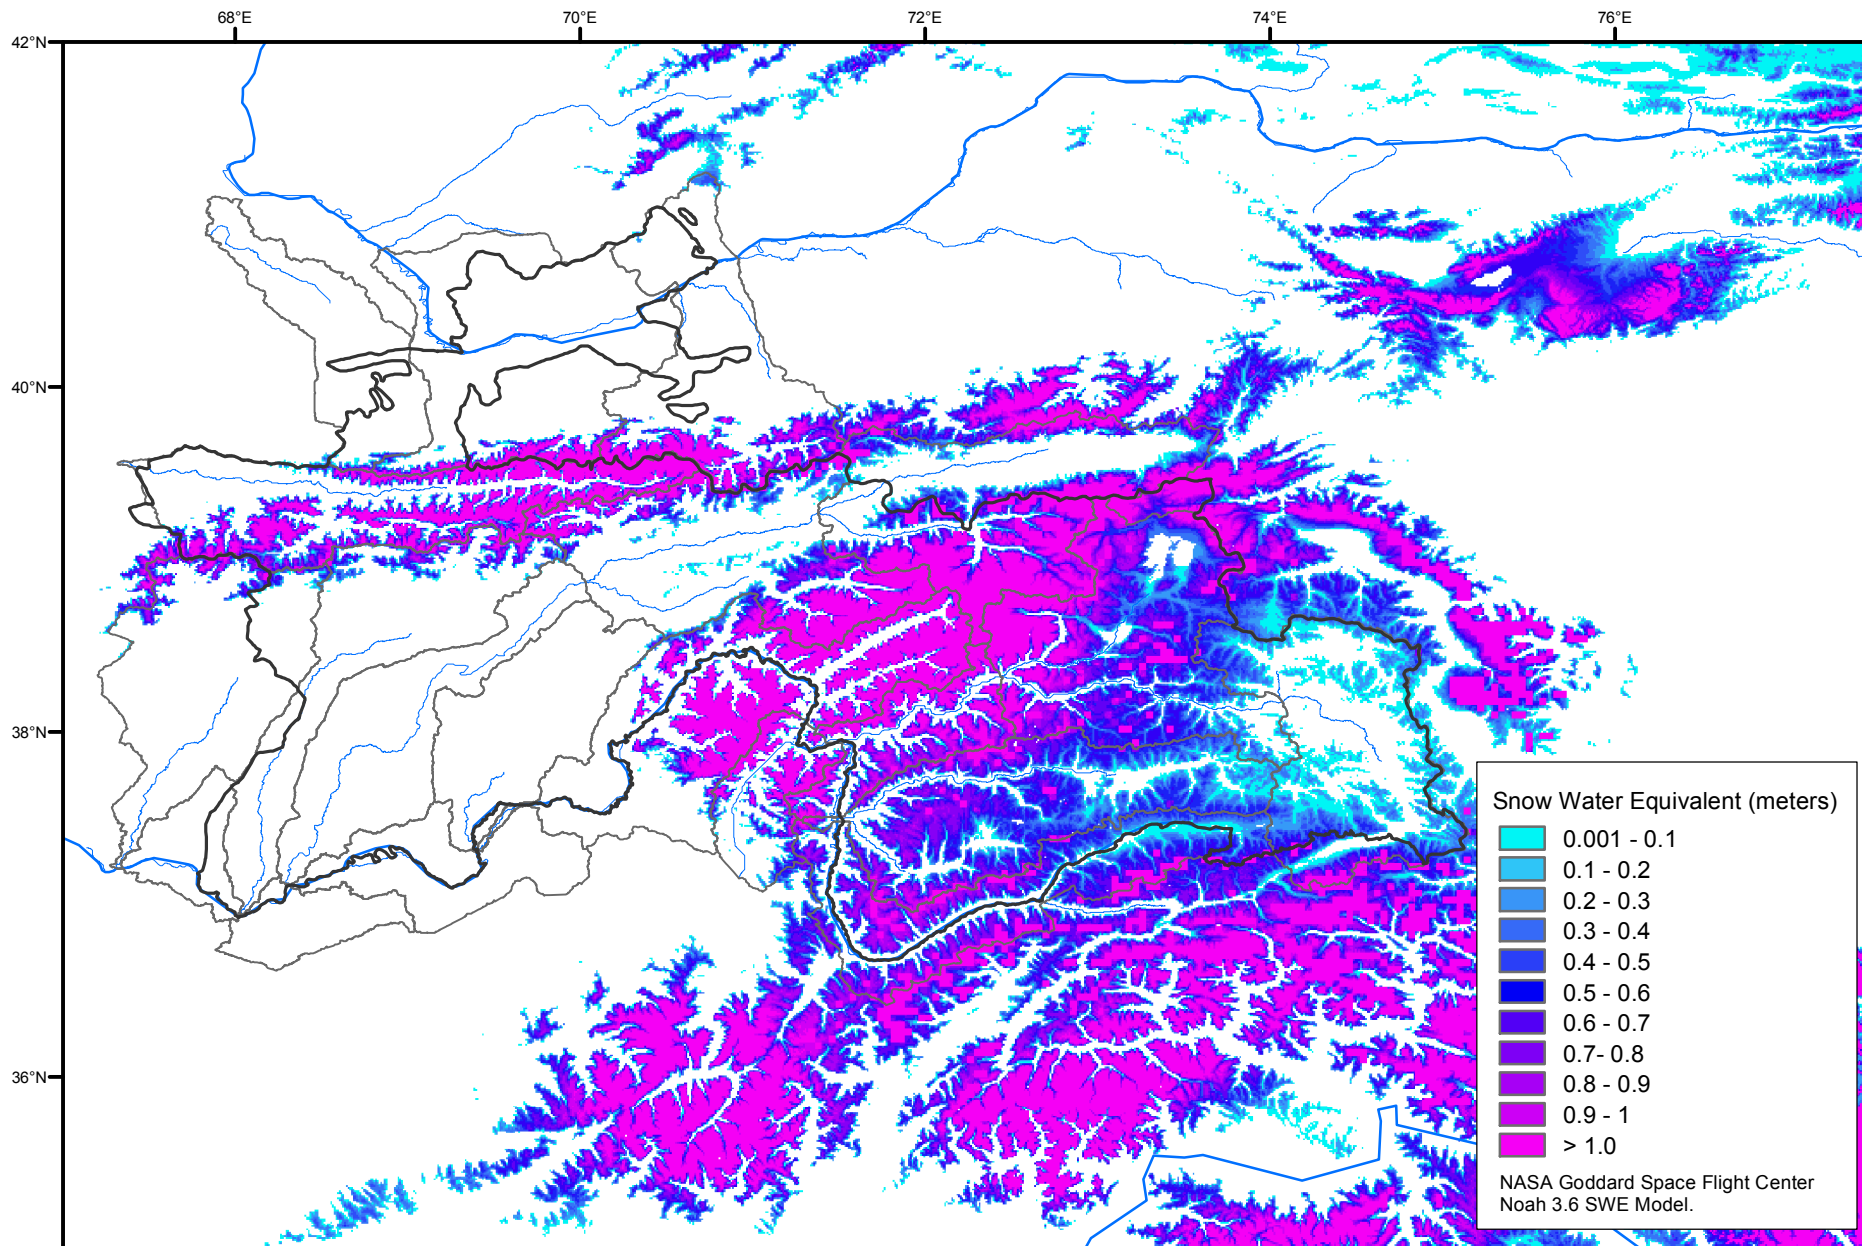 68°E 70°E 72°E 74°E 76°E
42°N
40°N
38°N
36°N
Snow Water Equivalent (meters)
0.001 - 0.1
0.1 - 0.2
0.2 - 0.3
0.3 - 0.4
0.4 - 0.5
0.5 - 0.6
0.6 - 0.7
0.7- 0.8
0.8 - 0.9
0.9 - 1
> 1.0
NASA Goddard Space Flight Center
Noah 3.6 SWE Model.